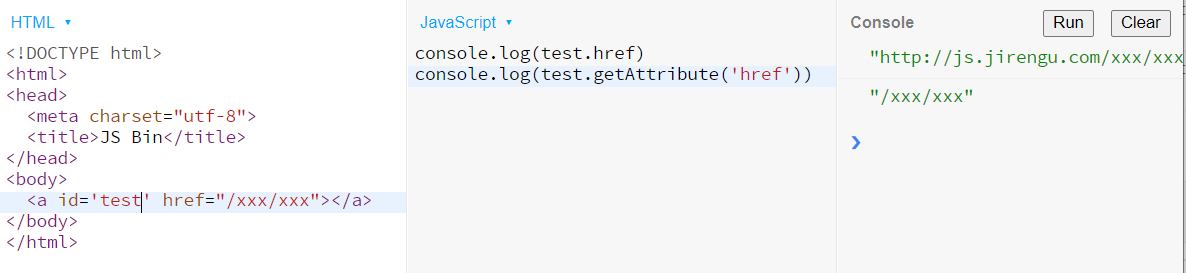 HTML ▾
<!DOCTYPE html>
<html>
<head>
  <meta charset="utf-8">
  <title>JS Bin</title>
</head>
<body>
  <a id='test' href="/xxx/xxx"></a>
</body>
</html>
JavaScript ▾
console.log(test.href)
console.log(test.getAttribute('href'))
Console
Run
Clear
"http://js.jirengu.com/xxx/xxx
"/xxx/xxx"
❯